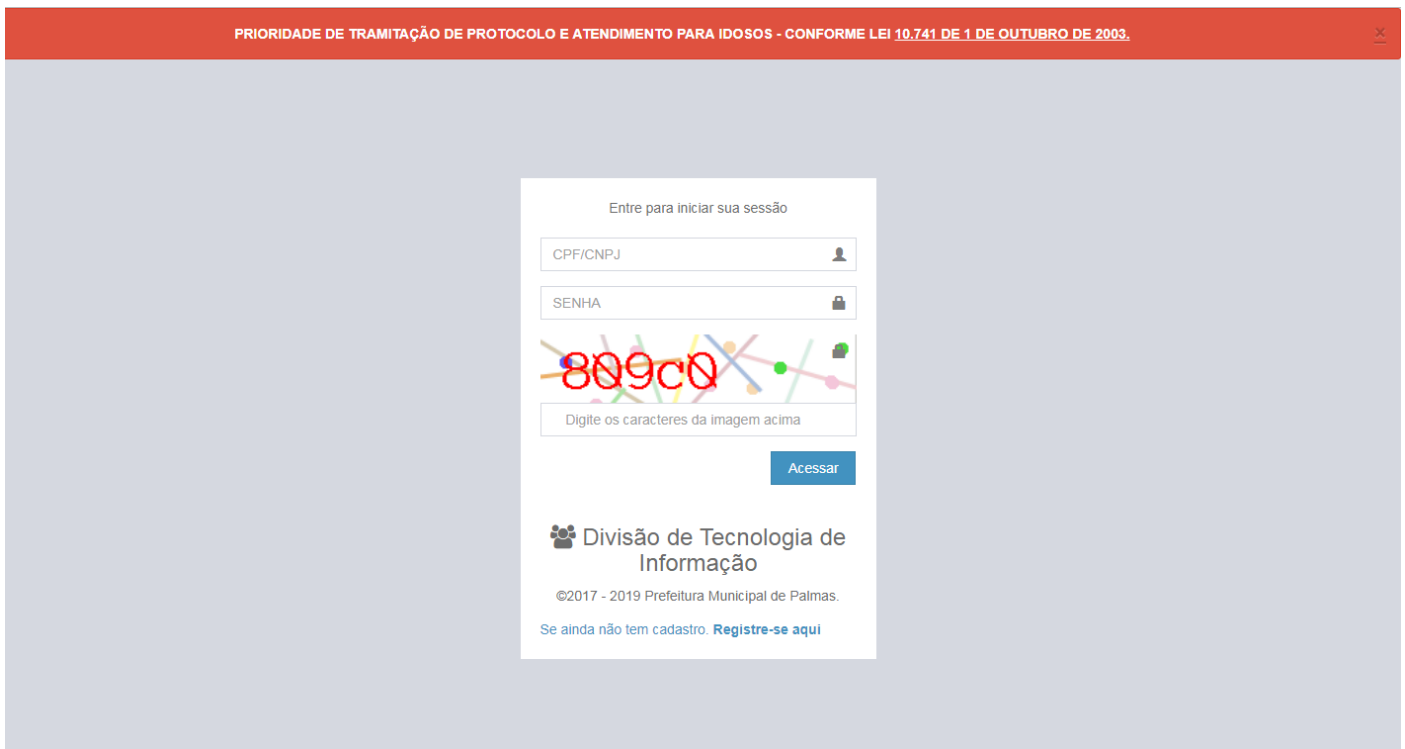 PRIORIDADE DE TRAMITAÇÃO DE PROTOCOLO E ATENDIMENTO PARA IDOSOS - CONFORME LEI 10.741 DE 1 DE OUTUBRO DE 2003.
×
Entre para iniciar sua sessão
CPF/CNPJ
SENHA
809c0
Digite os caracteres da imagem acima
Acessar
Divisão de Tecnologia de
Informação
©2017 - 2019 Prefeitura Municipal de Palmas.
Se ainda não tem cadastro. Registre-se aqui